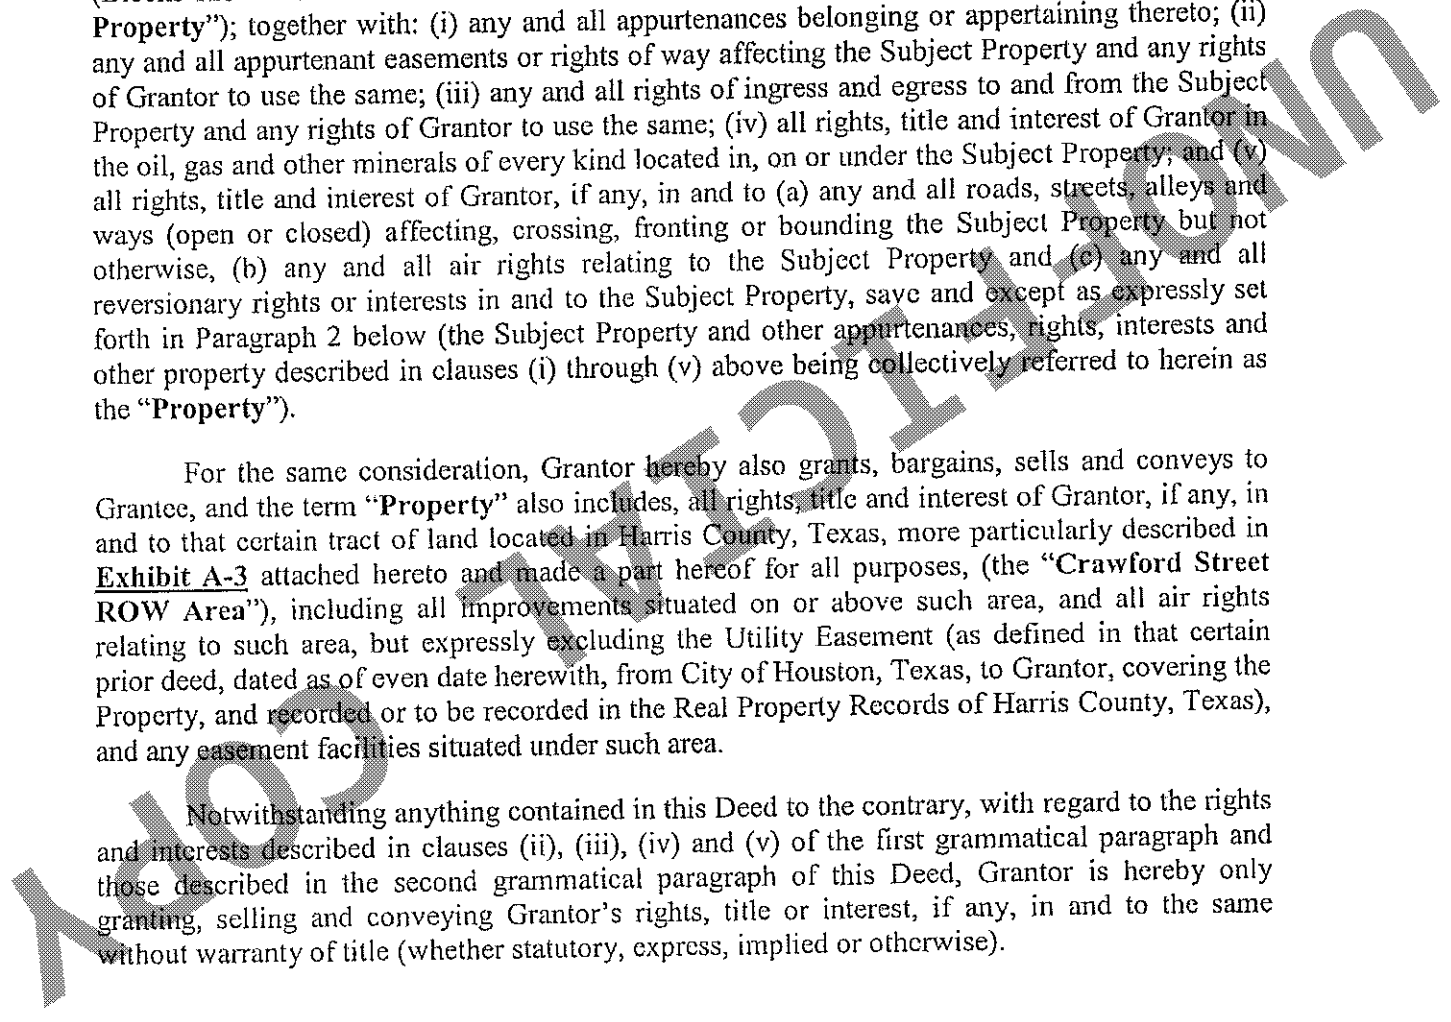 Property”); together with: (i) any and all appurtenances belonging or appertaining thereto; (ii)
any and all appurtenant easements or rights of way affecting the Subject Property and any rights
of Grantor to use the same; (iii) any and all rights of ingress and egress to and from the Subject
Property and any rights of Grantor to use the same; (iv) all rights, title and interest of Grantor in
the oil, gas and other minerals of every kind located in, on or under the Subject Property; and (v)
all rights, title and interest of Grantor, if any, in and to (a) any and all roads, streets, alleys and
ways (open or closed) affecting, crossing, fronting or bounding the Subject Property but not
otherwise, (b) any and all air rights relating to the Subject Property and (c) any and all
reversionary rights or interests in and to the Subject Property, save and except as expressly set
forth in Paragraph 2 below (the Subject Property and other appurtenances, rights, interests and
other property described in clauses (i) through (v) above being collectively referred to herein as
the “Property”).
For the same consideration, Grantor hereby also grants, bargains, sells and conveys to
Grantee, and the term “Property” also includes, all rights, title and interest of Grantor, if any, in
and to that certain tract of land located in Harris County, Texas, more particularly described in
Exhibit A-3 attached hereto and made a part hereof for all purposes, (the “Crawford Street
ROW Area”), including all improvements situated on or above such area, and all air rights
relating to such area, but expressly excluding the Utility Easement (as defined in that certain
prior deed, dated as of even date herewith, from City of Houston, Texas, to Grantor, covering the
Property, and recorded or to be recorded in the Real Property Records of Harris County, Texas),
and any easement facilities situated under such area.
Notwithstanding anything contained in this Deed to the contrary, with regard to the rights
and interests described in clauses (ii), (iii), (iv) and (v) of the first grammatical paragraph and
those described in the second grammatical paragraph of this Deed, Grantor is hereby only
granting, selling and conveying Grantor’s rights, title or interest, if any, in and to the same
without warranty of title (whether statutory, express, implied or otherwise).
UNOFFICIAL COPY